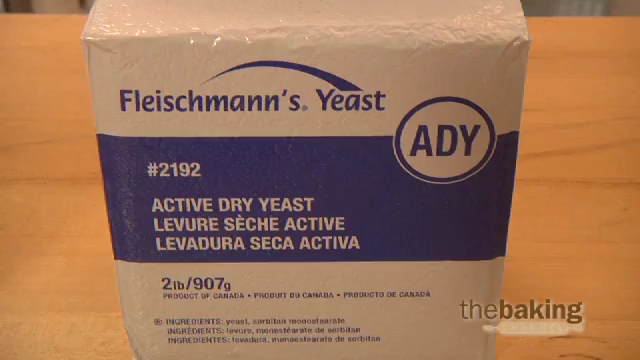 Fleischmann's® Yeast
ADY
#2192
ACTIVE DRY YEAST
LEVURE SÈCHE ACTIVE
LEVADURA SECA ACTIVA
2lb/907g
PRODUCT OF CANADA • PRODUIT DU CANADA • PRODUCTO DE CANADA
INGREDIENTS: yeast, sorbitan monostearate
INGRÉDIENTS: levure, monostéarate de sorbitan
INGREDIENTES: levadura, monostearato de sorbitan
thebaking
CHANNEL